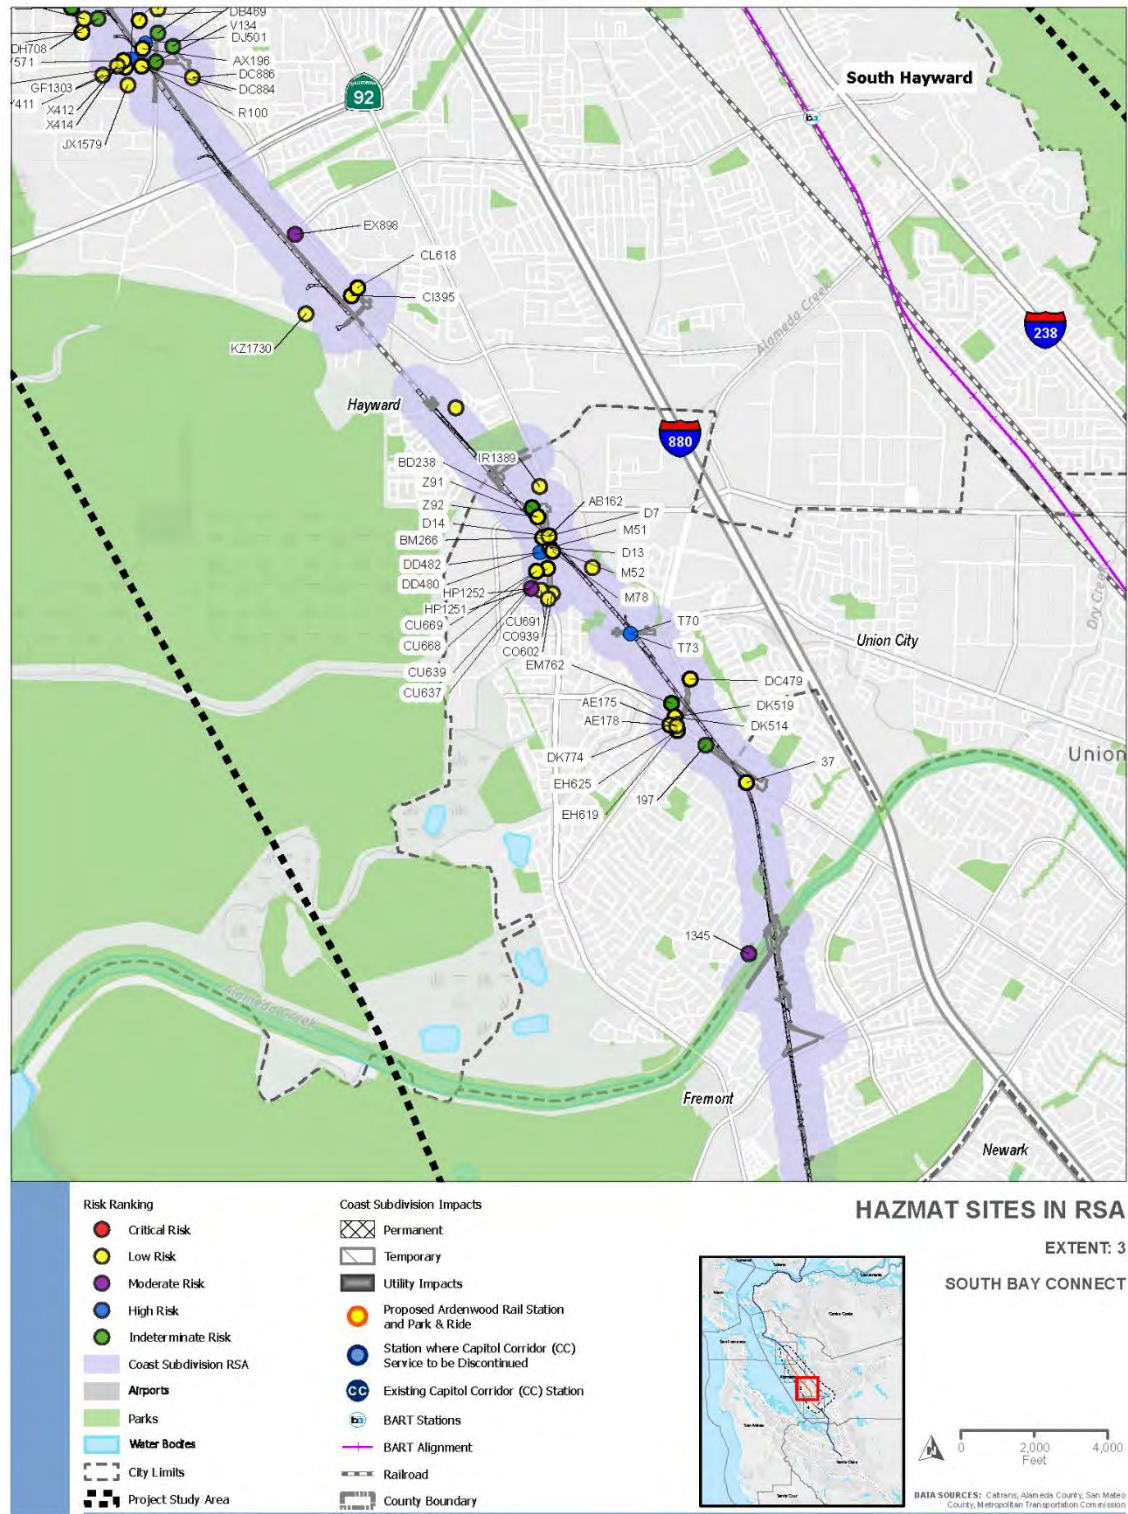 DB469
V134
DJ501
DH708
AX196
DC886
GF1303
DC884
X412
R100
X414
JX1579
92
South Hayward
EX898
CL618
CI395
KZ1730
Alameda Creek
238
Hayward
880
IR1389
BD238
Z91
AB162
Z92
D7
D14
M51
BM266
D13
DD482
M52
DD480
HP1252
M78
HP1251
CU669
CU691
T70
CO939
CU668
CO602
T73
Union City
Dry Creek
EM762
CU639
DC479
CU637
AE175
DK519
AE178
DK514
DK774
Union
37
EH625
197
EH619
1345
Alameda Creek
Fremont
Newark
Risk Ranking
Critical Risk
Low Risk
Moderate Risk
High Risk
Indeterminate Risk
Coast Subdivision RSA
Airports
Parks
Water Bodies
City Limits
Project Study Area
Coast Subdivision Impacts
Permanent
Temporary
Utility Impacts
Proposed Ardenwood Rail Station
and Park & Ride
Station where Capitol Corridor (CC)
Service to be Discontinued
CC
Existing Capitol Corridor (CC) Station
BART Stations
BART Alignment
Railroad
County Boundary
HAZMAT SITES IN RSA
EXTENT: 3
SOUTH BAY CONNECT
0 2,000 4,000
Feet
DATA SOURCES: Caltrans, Alameda County, San Mateo
County, Metropolitan Transportation Commission